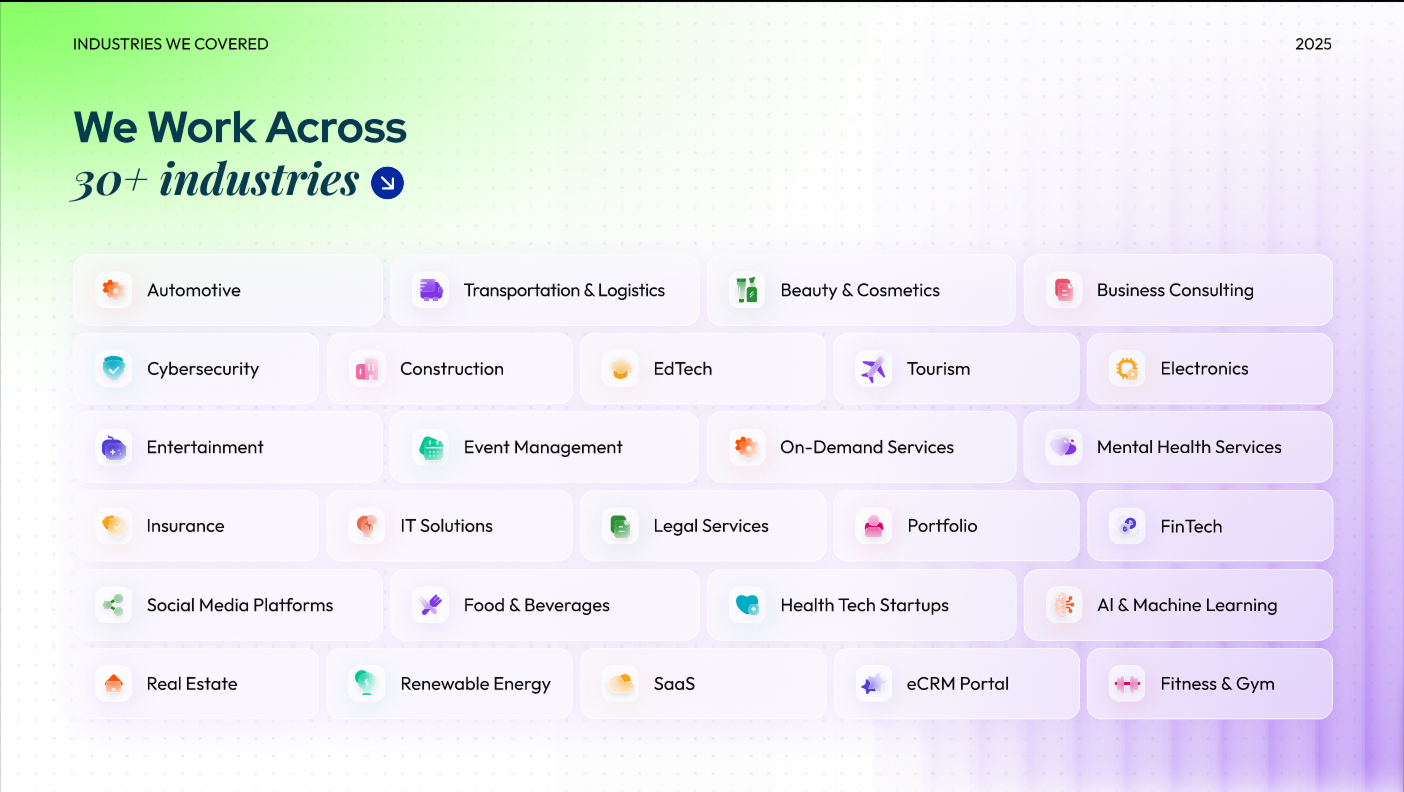 INDUSTRIES WE COVERED
2025
We Work Across
30+ industries
Automotive
Transportation & Logistics
Beauty & Cosmetics
Business Consulting
Cybersecurity
Construction
EdTech
Tourism
Electronics
Entertainment
Event Management
On-Demand Services
Mental Health Services
Insurance
IT Solutions
Legal Services
Portfolio
FinTech
Social Media Platforms
Food & Beverages
Health Tech Startups
AI & Machine Learning
Real Estate
Renewable Energy
SaaS
eCRM Portal
Fitness & Gym